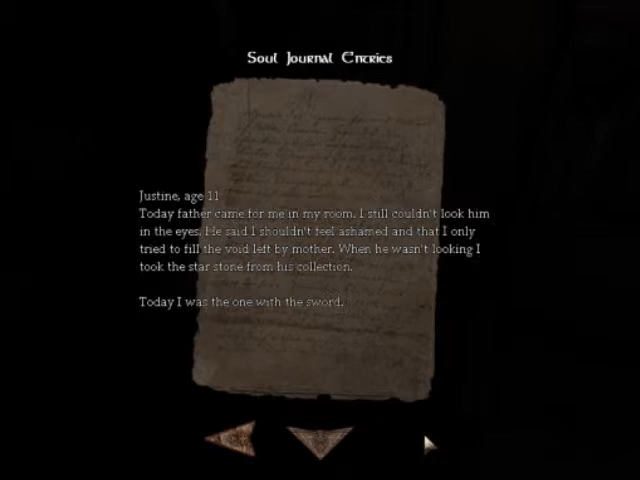 Soul Journal Entries
Justine, age 11
Today father came for me in my room. I still couldn't look him
in the eyes. He said I shouldn't feel ashamed and that I only
tried to fill the void left by mother. When he wasn't looking I
took the star stone from his collection.
Today I was the one with the sword.